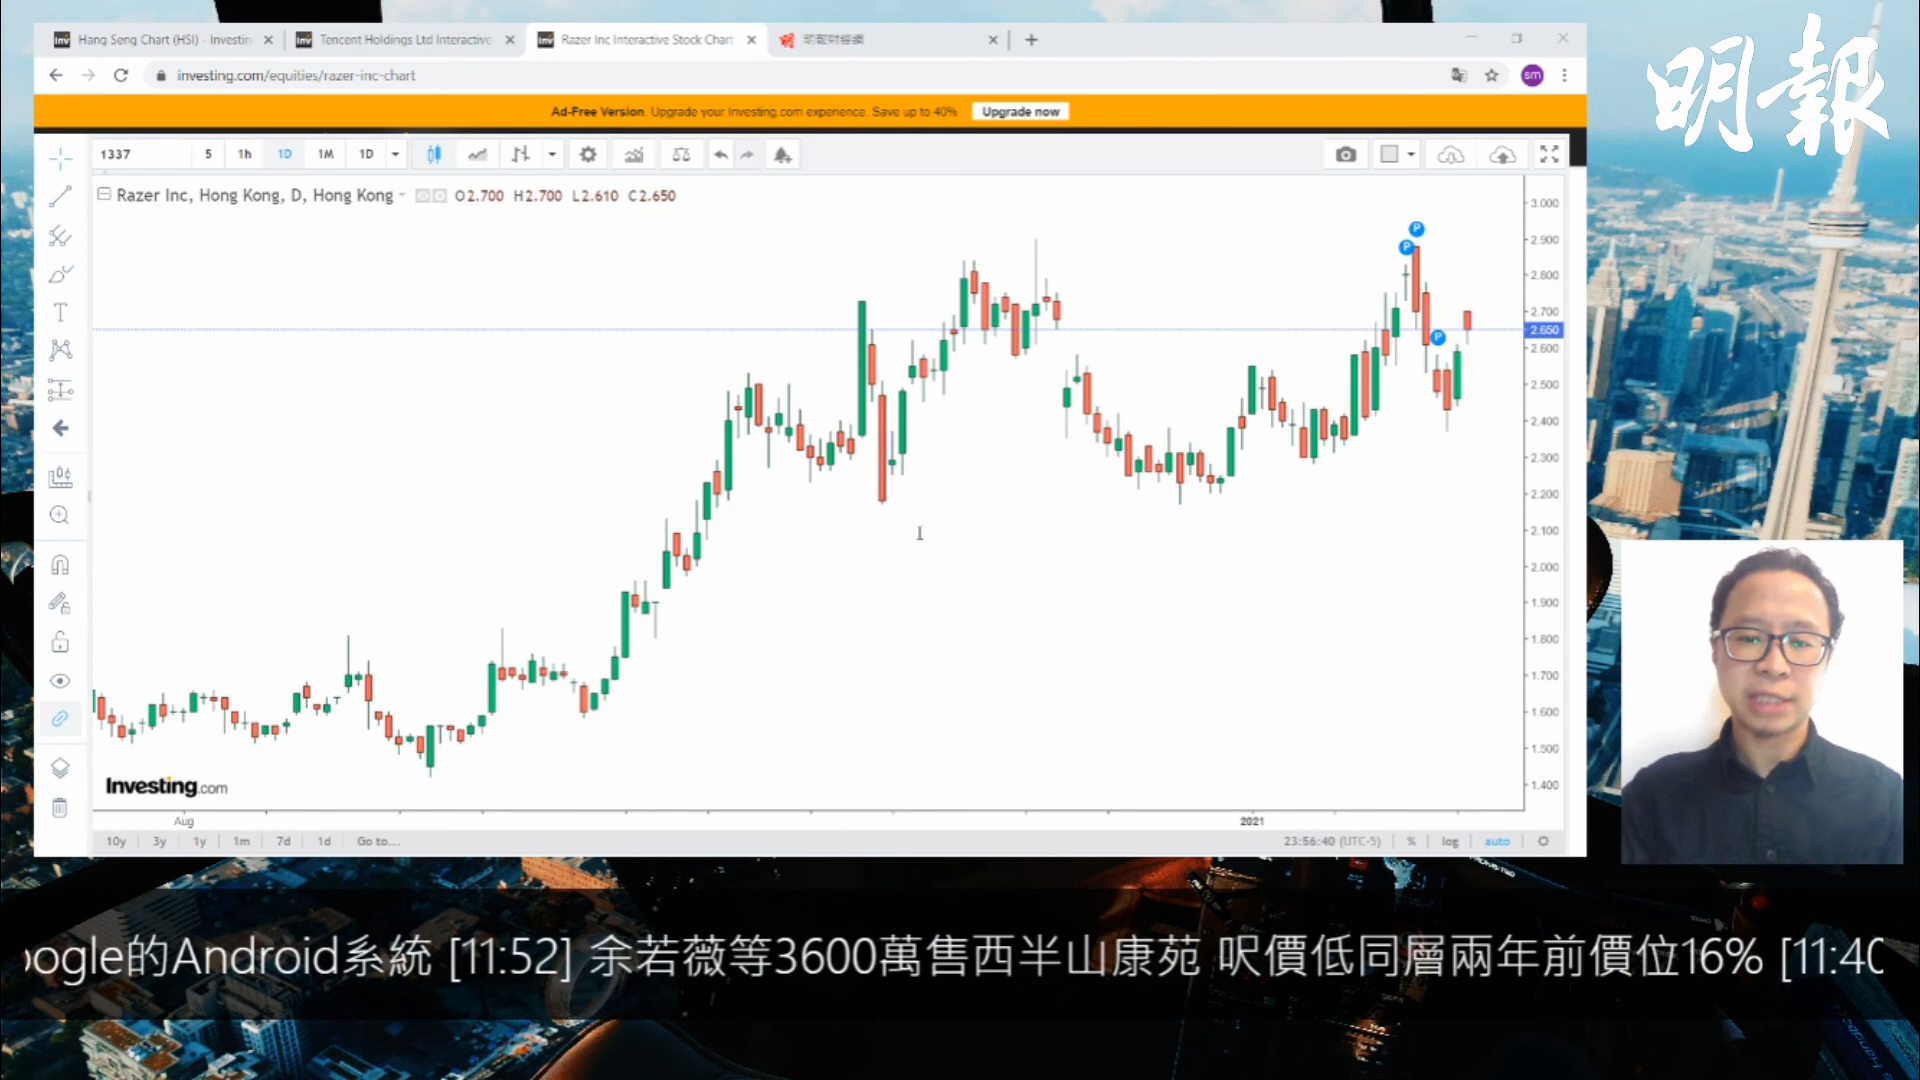 Hang Seng Chart (HSI) - Investin
Tencent Holdings Ltd Interactive
Razer Inc Interactive Stock Chart
明報財經網
investing.com/equities/razer-inc-chart
sm
明報
Ad-Free Version. Upgrade your Investing.com experience. Save up to 40%
Upgrade now
1337
5
1h
1D
1M
1D
Razer Inc, Hong Kong, D, Hong Kong
O2.700 H2.700 L2.610 C2.650
3.000
2.900
2.800
2.700
2.650
2.600
2.500
2.400
2.300
2.200
2.100
2.000
1.900
1.800
1.700
1.600
1.500
1.400
P
P
P
Investing.com
Aug
2021
10y
3y
1y
1m
7d
1d
Go to...
23:56:40 (UTC-5)
%
log
auto
oogle的Android系統 [11:52] 余若薇等3600萬售西半山康苑 呎價低同層兩年前價位16% [11:40